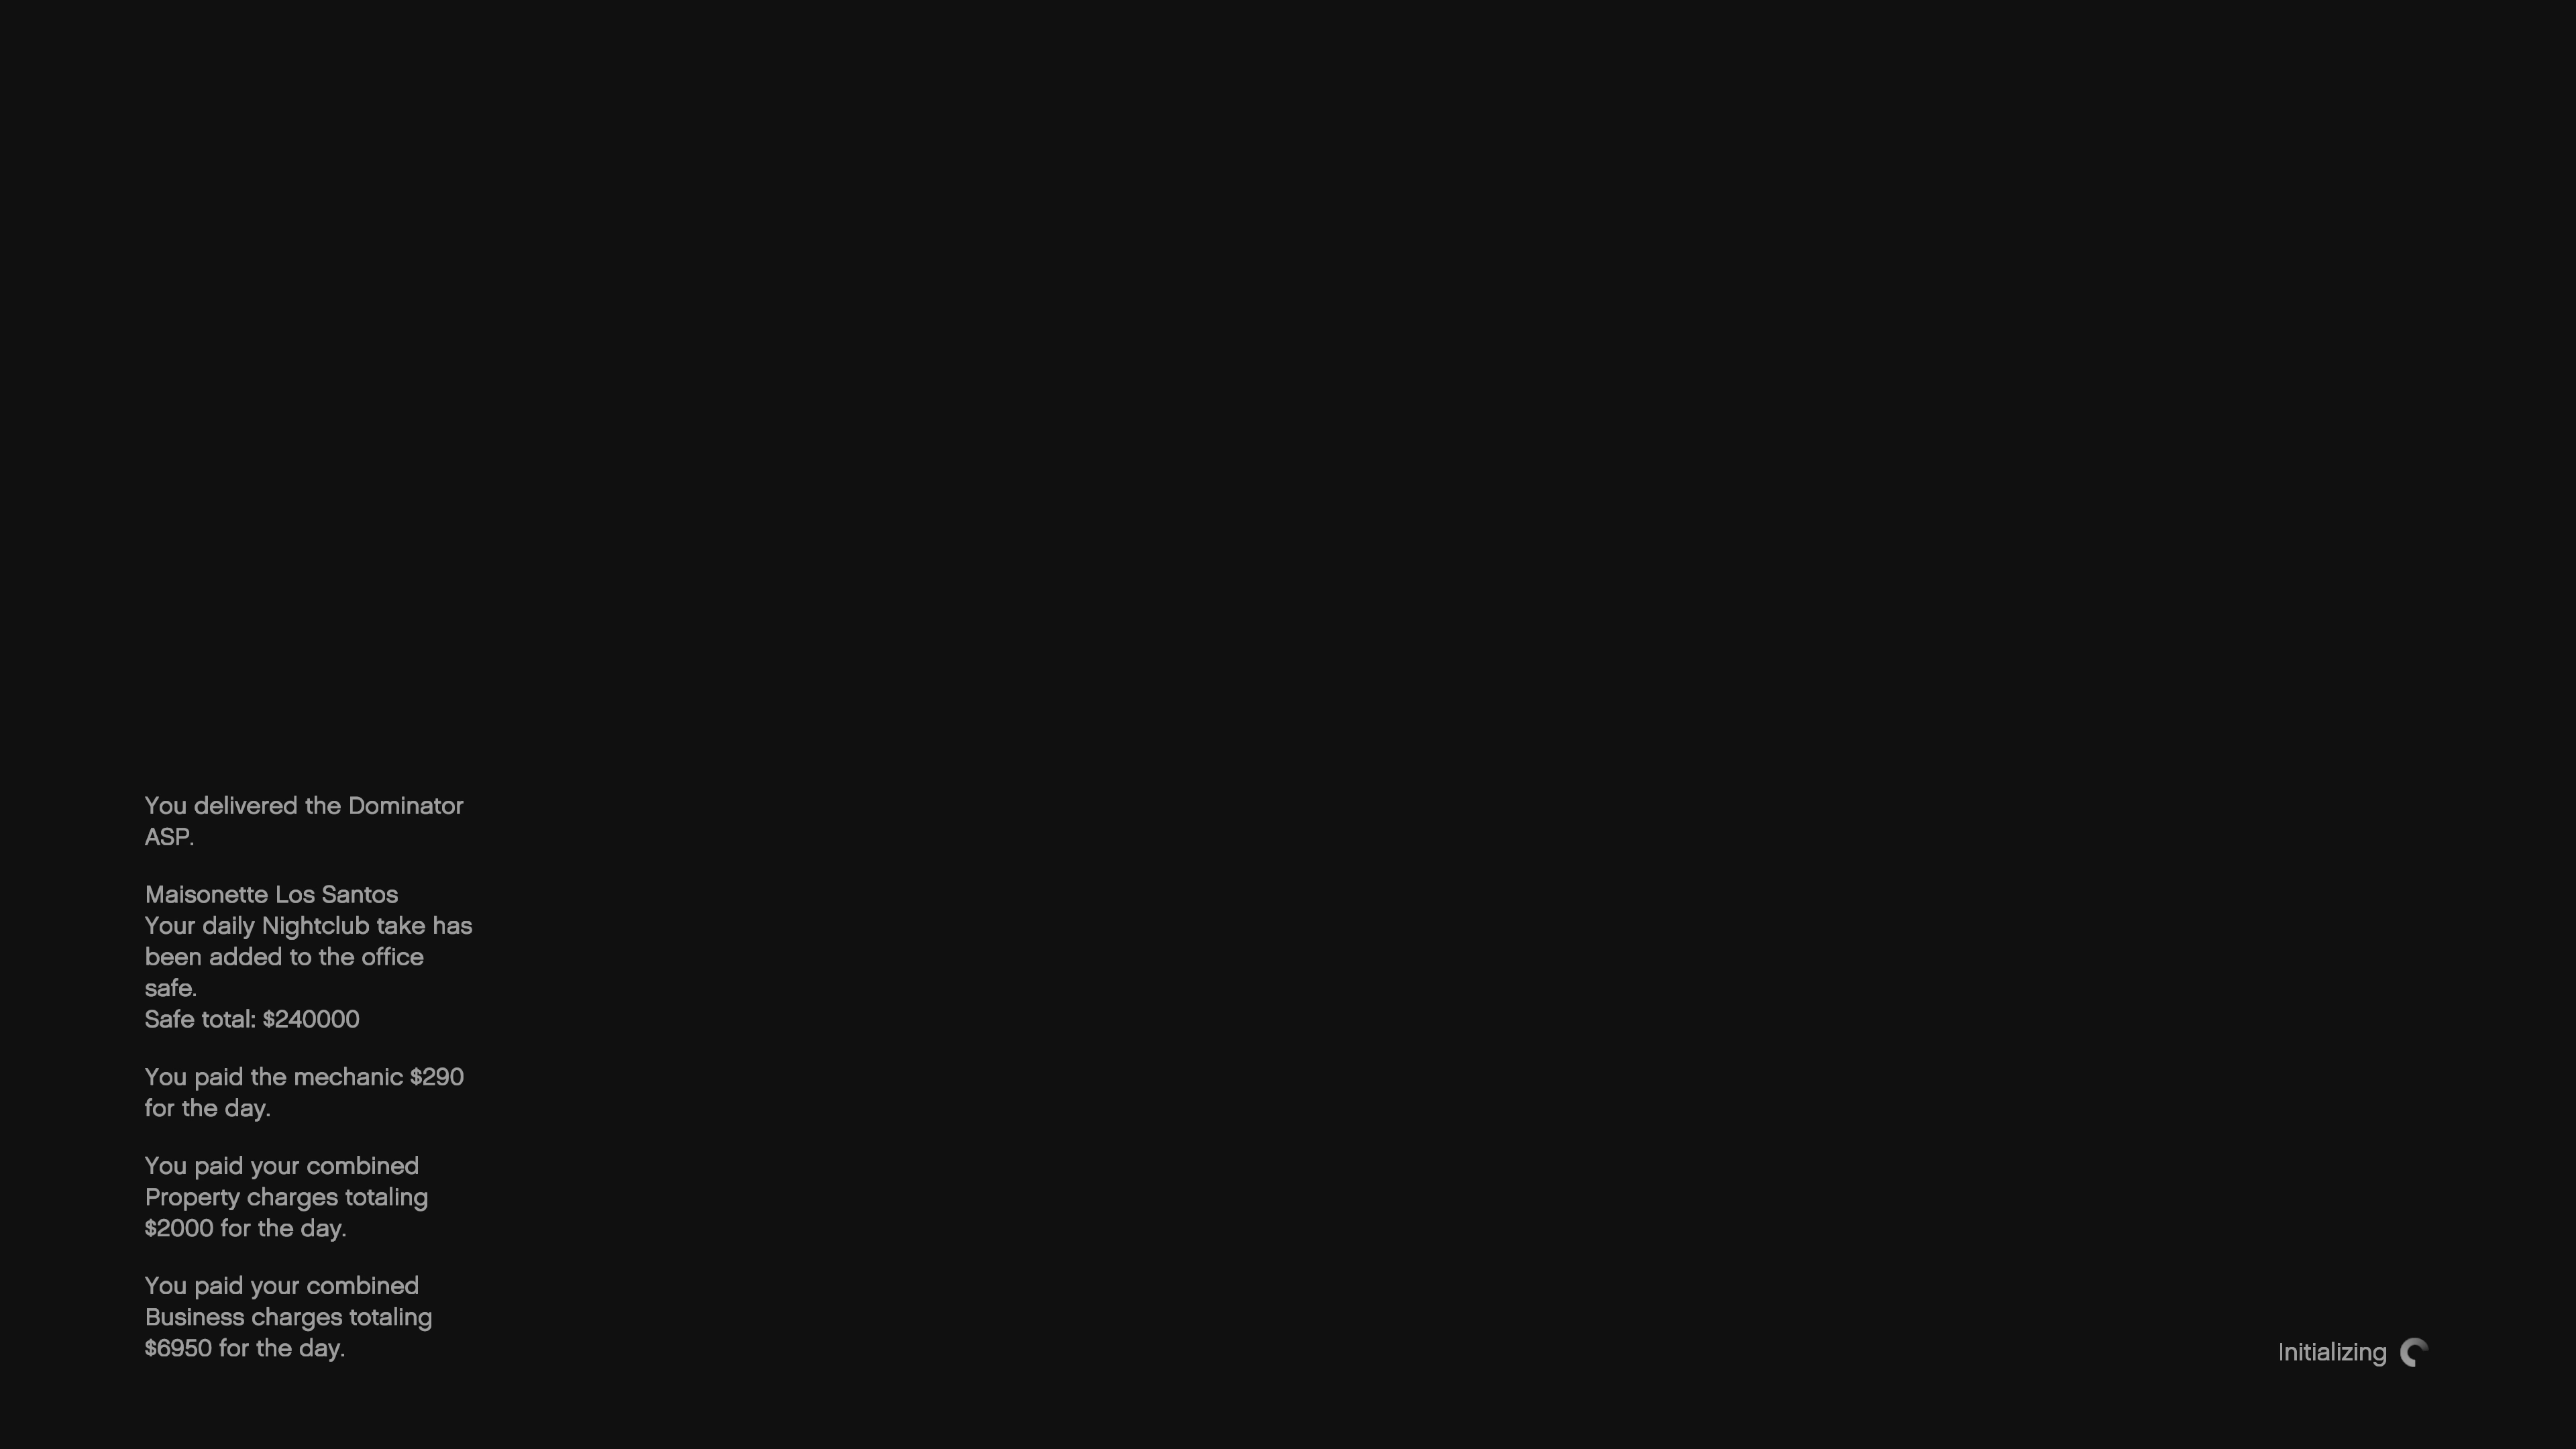 You delivered the Dominator
ASP.
Maisonette Los Santos
Your daily Nightclub take has
been added to the office
safe.
Safe total: $240000
You paid the mechanic $290
for the day.
You paid your combined
Property charges totaling
$2000 for the day.
You paid your combined
Business charges totaling
$6950 for the day.
Initializing